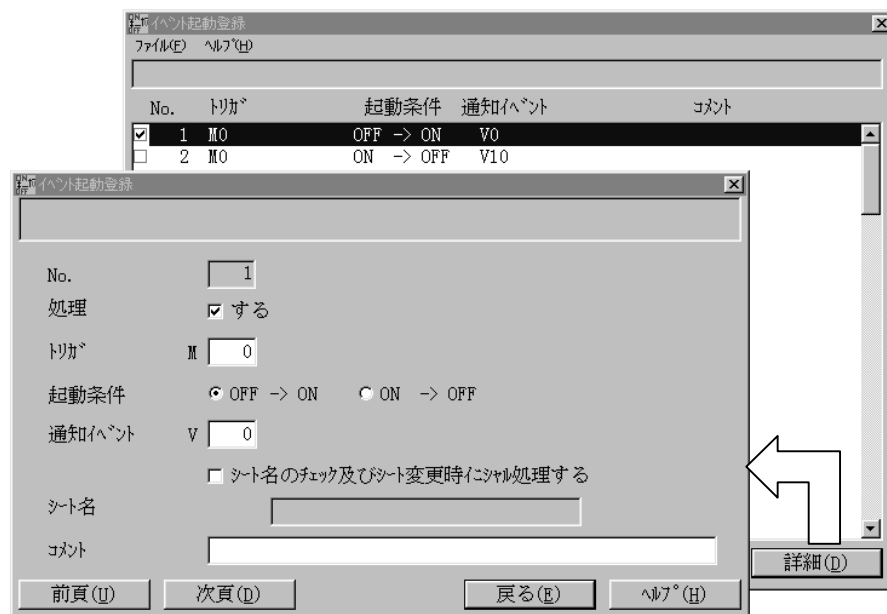 イベント起動登録
ファイル(F) ヘルプ(H)
No. トリガ 起動条件 通知イベント コメント
1 M0 OFF -> ON V0
2 M0 ON -> OFF V10
イベント起動登録
No. 1
処理 する
トリガ M 0
起動条件 OFF -> ON ON -> OFF
通知イベント V 0
シート名のチェック及びシート変更時イニシャル処理する
シート名
コメント
詳細(D)
前頁(U) 次頁(D) 戻る(E) ヘルプ(H)